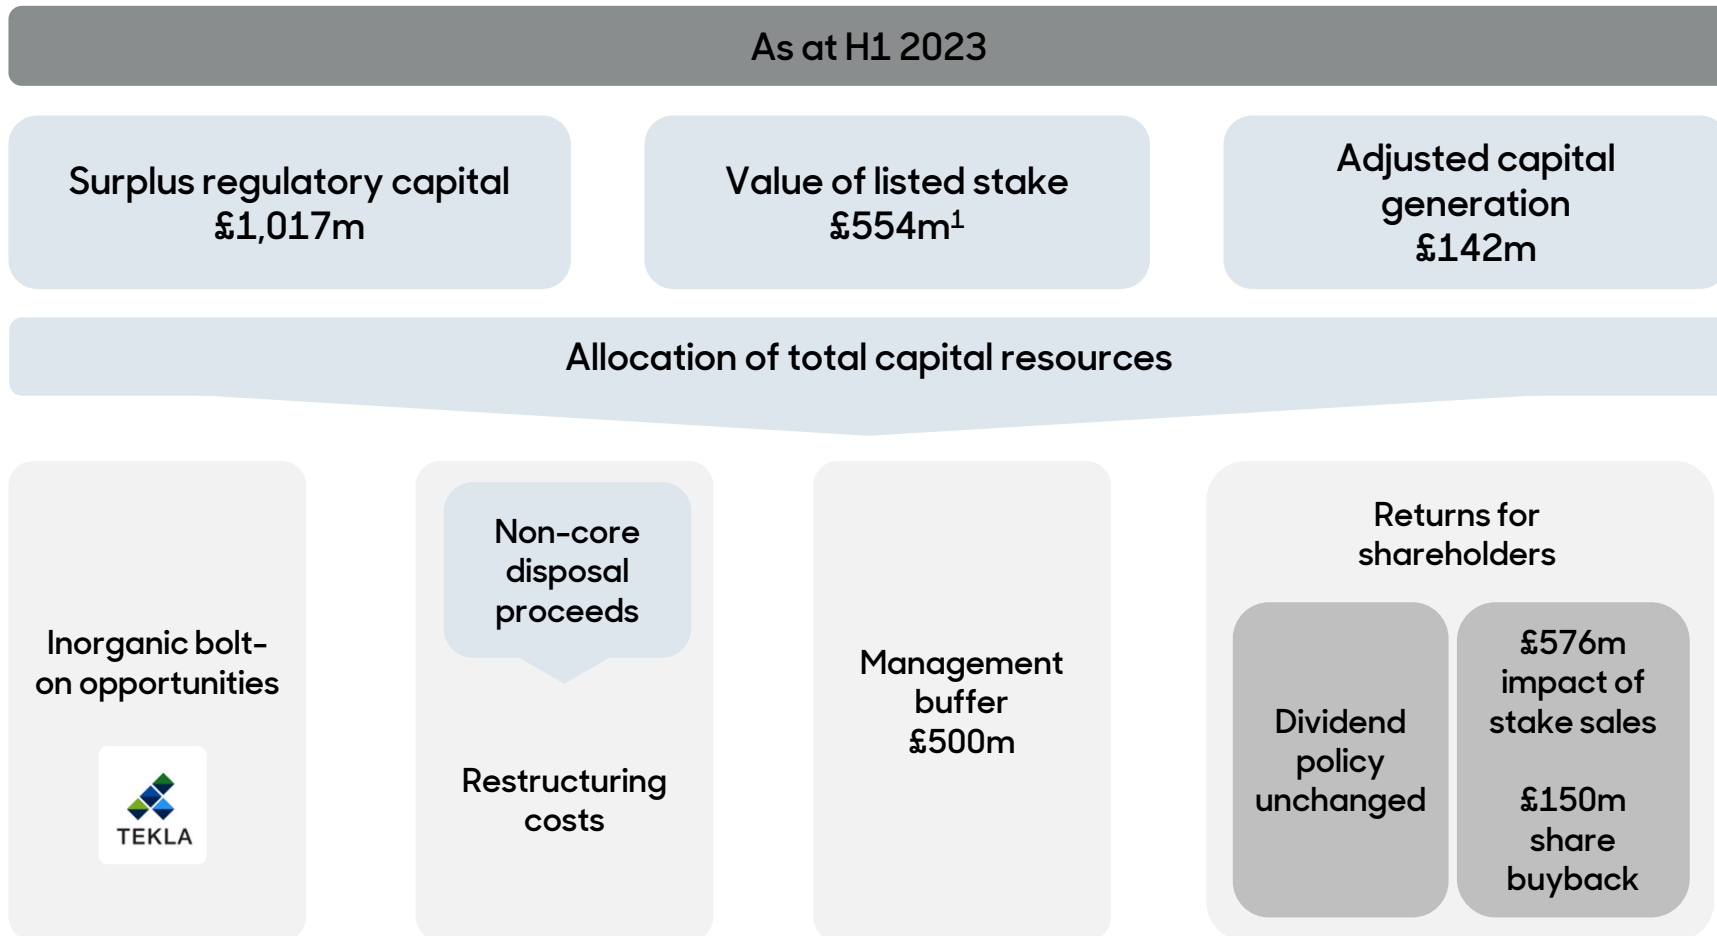 As at H1 2023
Surplus regulatory capital
£1,017m
Value of listed stake
£554m¹
Adjusted capital
generation
£142m
Allocation of total capital resources
Inorganic bolt-
on opportunities
TEKLA
Non-core
disposal
proceeds
Restructuring
costs
Management
buffer
£500m
Returns for
shareholders
Dividend
policy
unchanged
£576m
impact of
stake sales
£150m
share
buyback